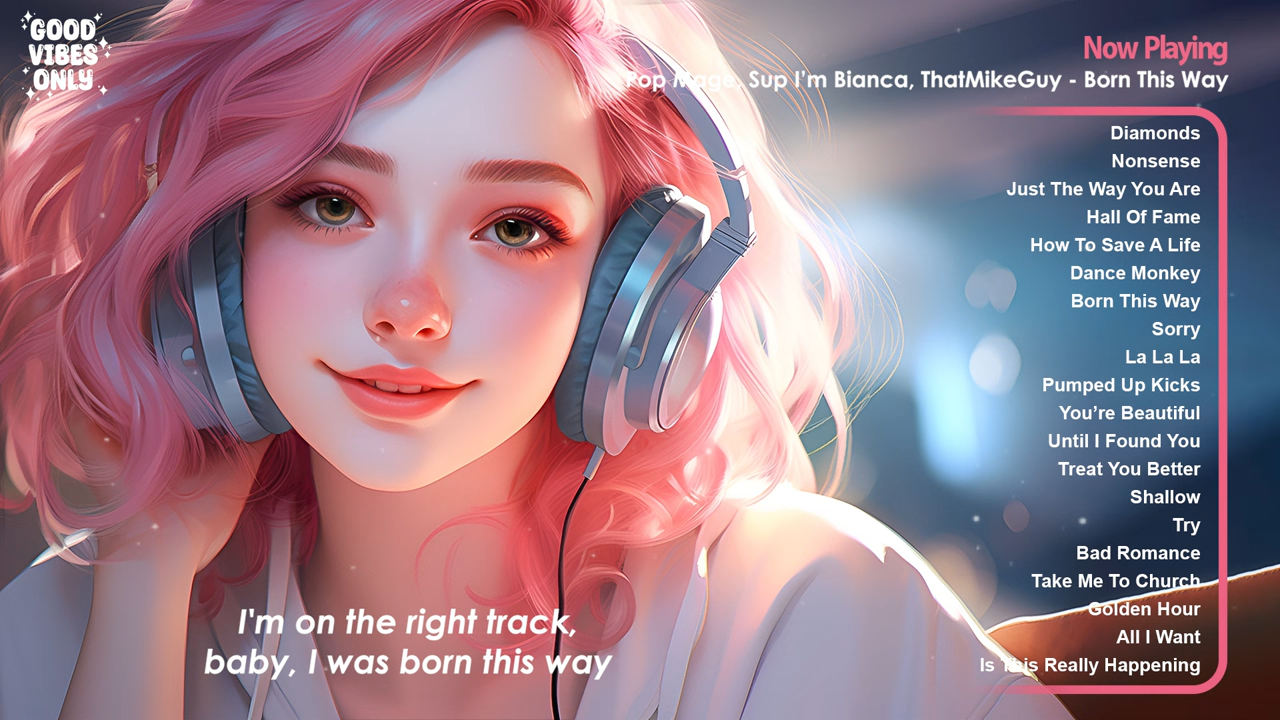 GOOD
VIBES
ONLY
Now Playing
Pop Mage, Sup I'm Bianca, ThatMikeGuy - Born This Way
Diamonds
Nonsense
Just The Way You Are
Hall Of Fame
How To Save A Life
Dance Monkey
Born This Way
Sorry
La La La
Pumped Up Kicks
You’re Beautiful
Until I Found You
Treat You Better
Shallow
Try
Bad Romance
Take Me To Church
Golden Hour
All I Want
Is This Really Happening
I'm on the right track,
baby, I was born this way